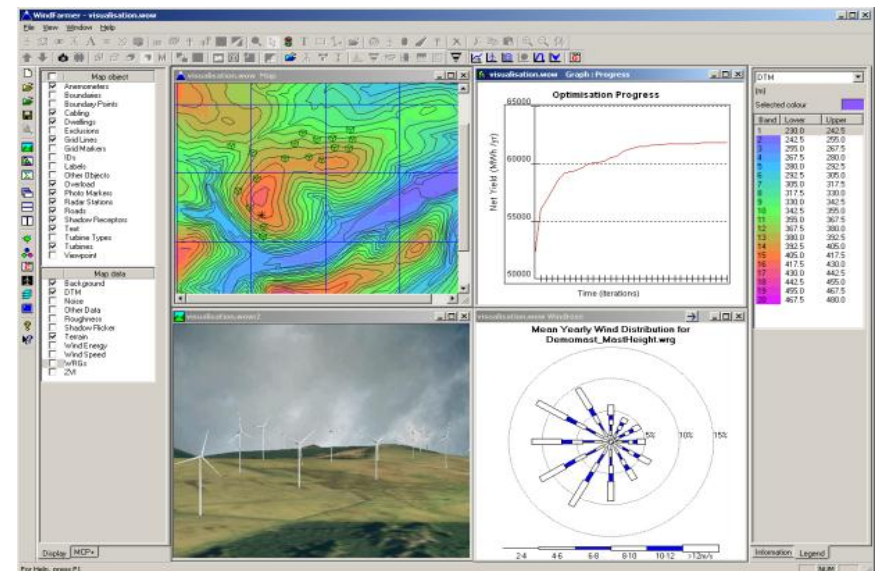 WindFarmer - visualisation.wow
File View Window Help
Map object
Anemometers
Boundaries
Boundary Points
Cabling
Dwellings
Exclusions
Grid Lines
Grid Markers
IDs
Labels
Other Objects
Overload
Photo Markers
Radar Stations
Roads
Shadow Receptors
Text
Turbine Types
Turbines
Viewpoint
Map data
Background
DTM
Noise
Other Data
Roughness
Shadow Flicker
Terrain
Wind Energy
Wind Speed
WRGs
ZVI
Display MCP+
For Help, press F1
visualisation.wow Map
visualisation.wow Graph : Progress
Optimisation Progress
65000
60000
55000
50000
Net Yield (MWh /yr)
Time (Iterations)
visualisation.wow:2
visualisation.wow Windrose
Mean Yearly Wind Distribution for
Demomast_MastHeight.wrg
5% 10% 15%
2-4 4-6 6-8 8-10 10-12 >12m/s
DTM
[m]
Selected colour
Band Lower Upper
1 230.0 242.5
2 242.5 255.0
3 255.0 267.5
4 267.5 280.0
5 280.0 292.5
6 292.5 305.0
7 305.0 317.5
8 317.5 330.0
9 330.0 342.5
10 342.5 355.0
11 355.0 367.5
12 367.5 380.0
13 380.0 392.5
14 392.5 405.0
15 405.0 417.5
16 417.5 430.0
17 430.0 442.5
18 442.5 455.0
19 455.0 467.5
20 467.5 480.0
Information Legend
NUM